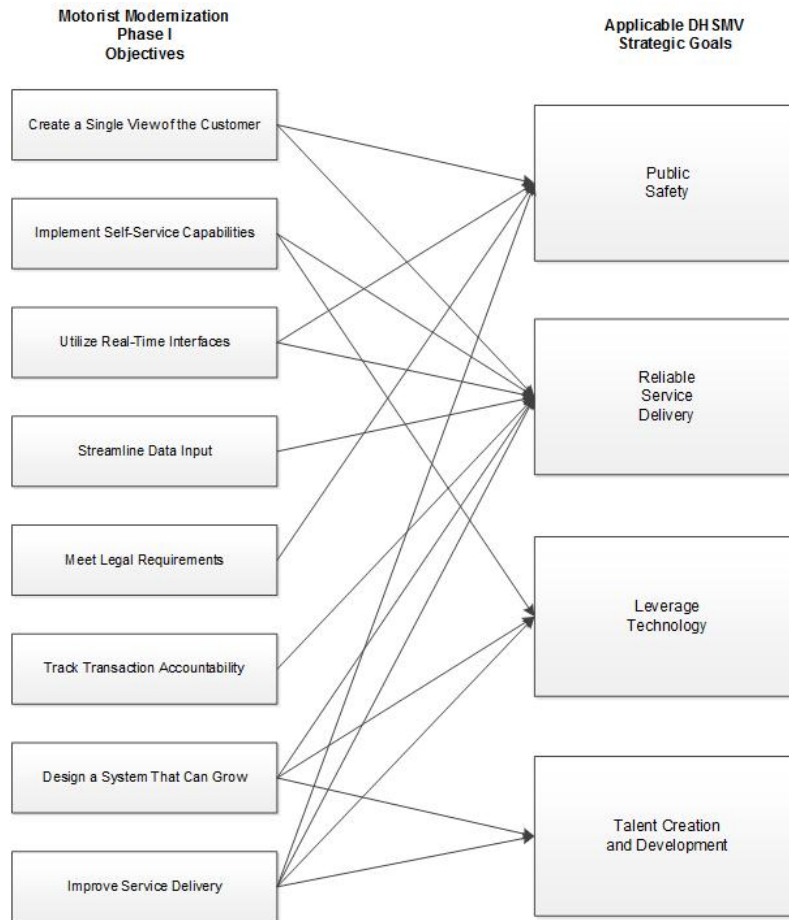 Motorist Modernization
Phase I
Objectives
Applicable DHSMV
Strategic Goals
Create a Single View of the Customer
Implement Self-Service Capabilities
Utilize Real-Time Interfaces
Streamline Data Input
Meet Legal Requirements
Track Transaction Accountability
Design a System That Can Grow
Improve Service Delivery
Public
Safety
Reliable
Service
Delivery
Leverage
Technology
Talent Creation
and Development